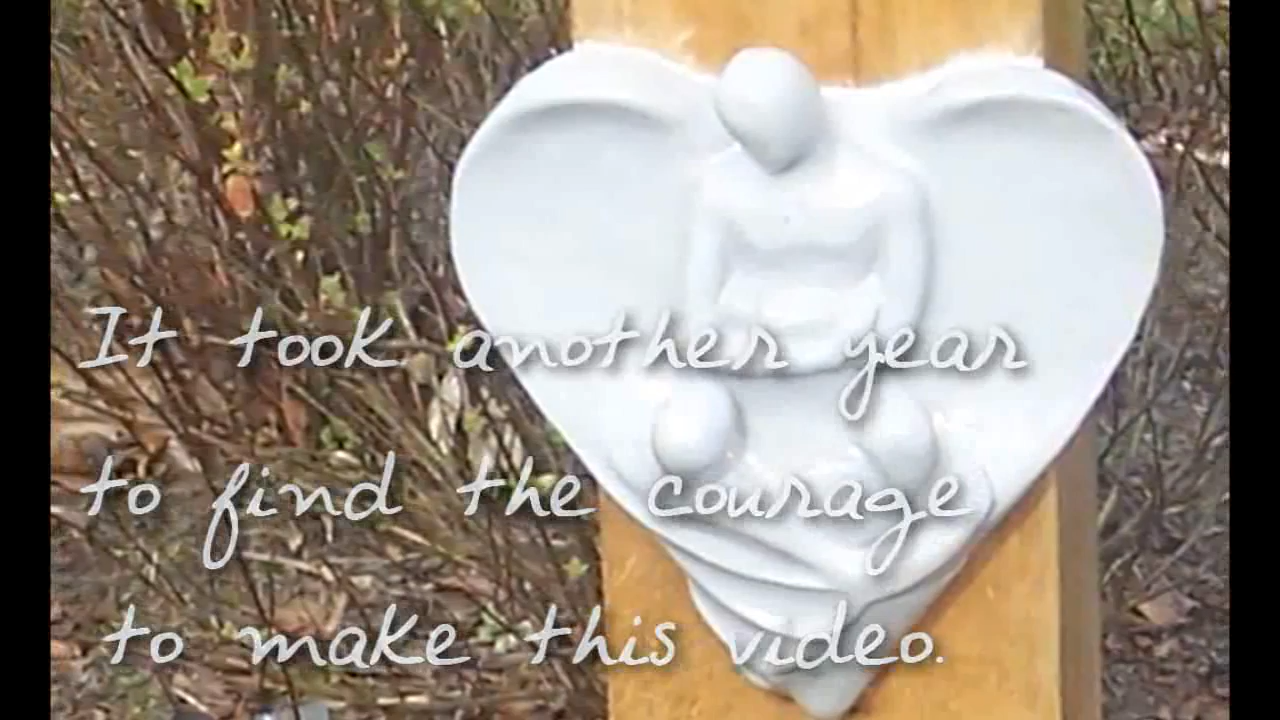 It took another year
to find the courage
to make this video.